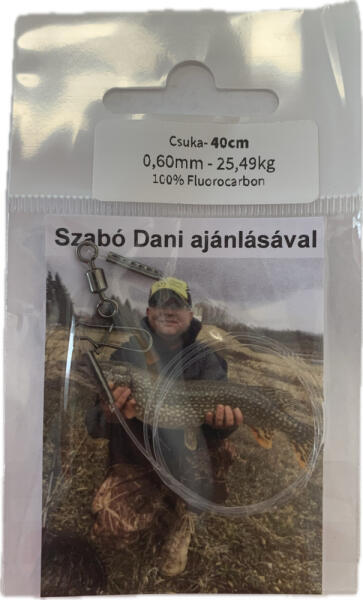 Csuka- 40cm
0,60mm - 25,49kg
100% Fluorocarbon
Szabó Dani ajánlásával